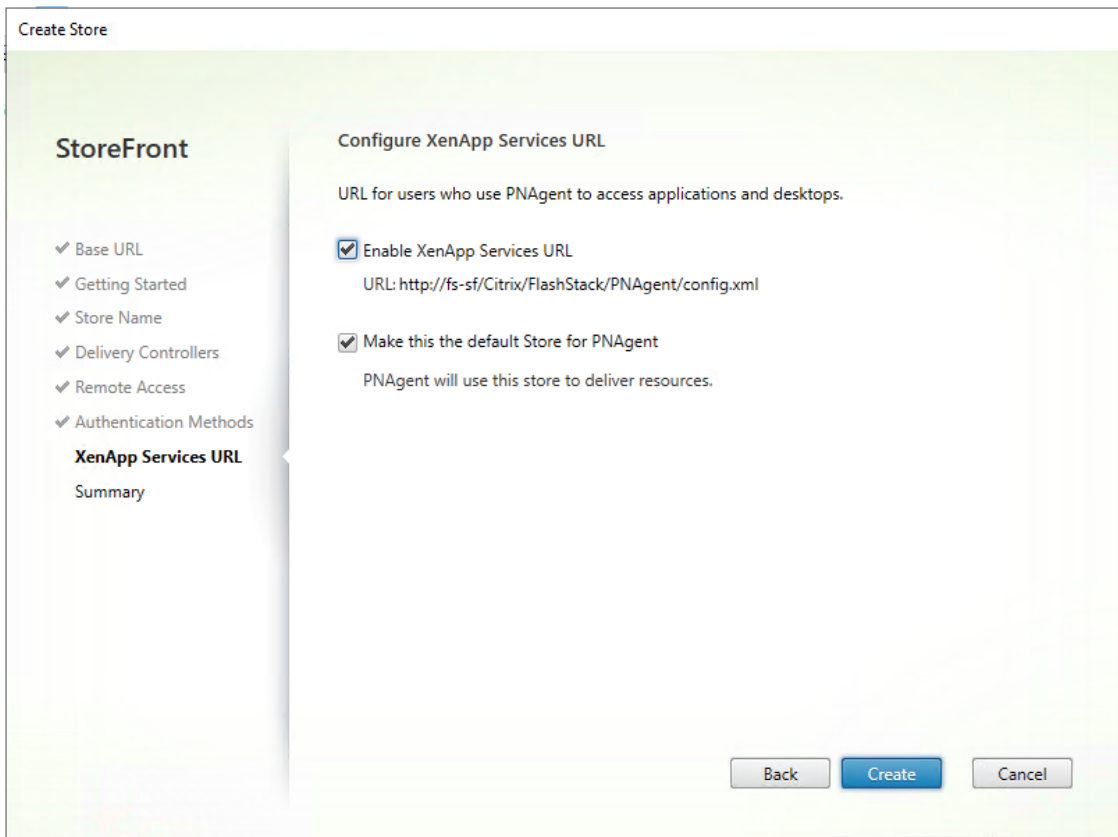 Create Store
StoreFront
Base URL
Getting Started
Store Name
Delivery Controllers
Remote Access
Authentication Methods
XenApp Services URL
Summary
Configure XenApp Services URL
URL for users who use PNAgent to access applications and desktops.
Enable XenApp Services URL
URL: http://fs-sf/Citrix/FlashStack/PNAgent/config.xml
Make this the default Store for PNAgent
PNAgent will use this store to deliver resources.
Back Create Cancel